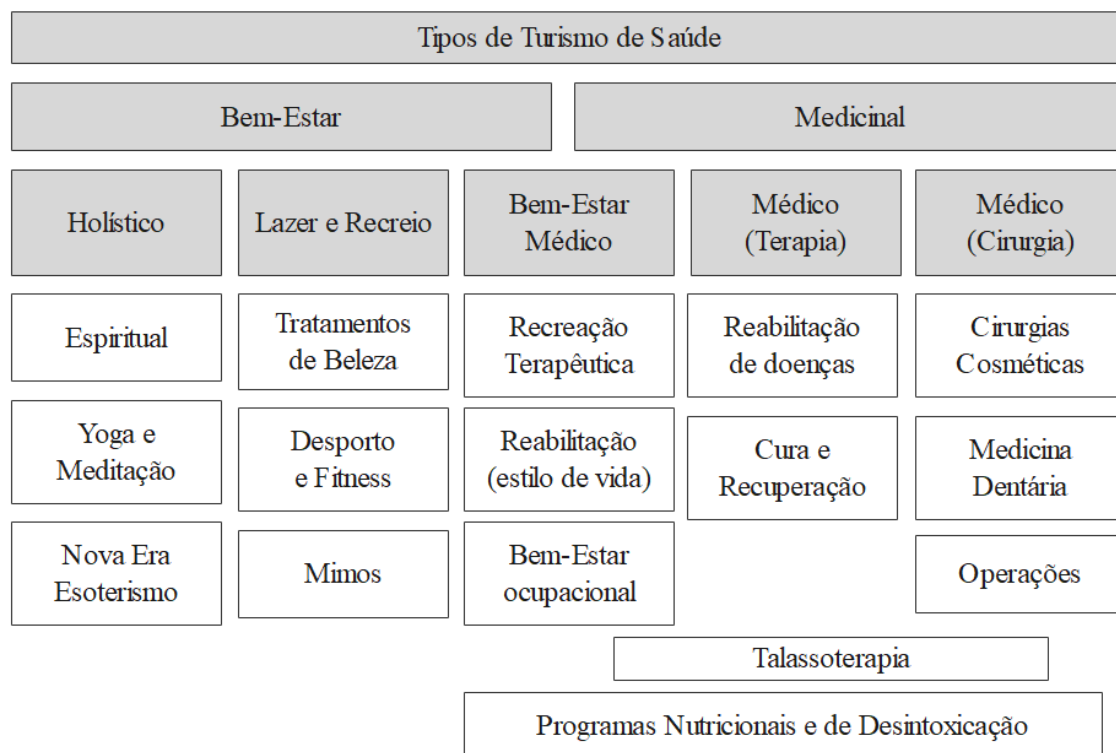 Tipos de Turismo de Saúde
Bem-Estar
Medicinal
Holístico
Lazer e Recreio
Bem-Estar
Médico
Médico
(Terapia)
Médico
(Cirurgia)
Espiritual
Tratamentos
de Beleza
Recreação
Terapêutica
Reabilitação
de doenças
Cirurgias
Cosméticas
Yoga e
Meditação
Desporto
e Fitness
Reabilitação
(estilo de vida)
Cura e
Recuperação
Medicina
Dentária
Nova Era
Esoterismo
Mimos
Bem-Estar
ocupacional
Operações
Talassoterapia
Programas Nutricionais e de Desintoxicação